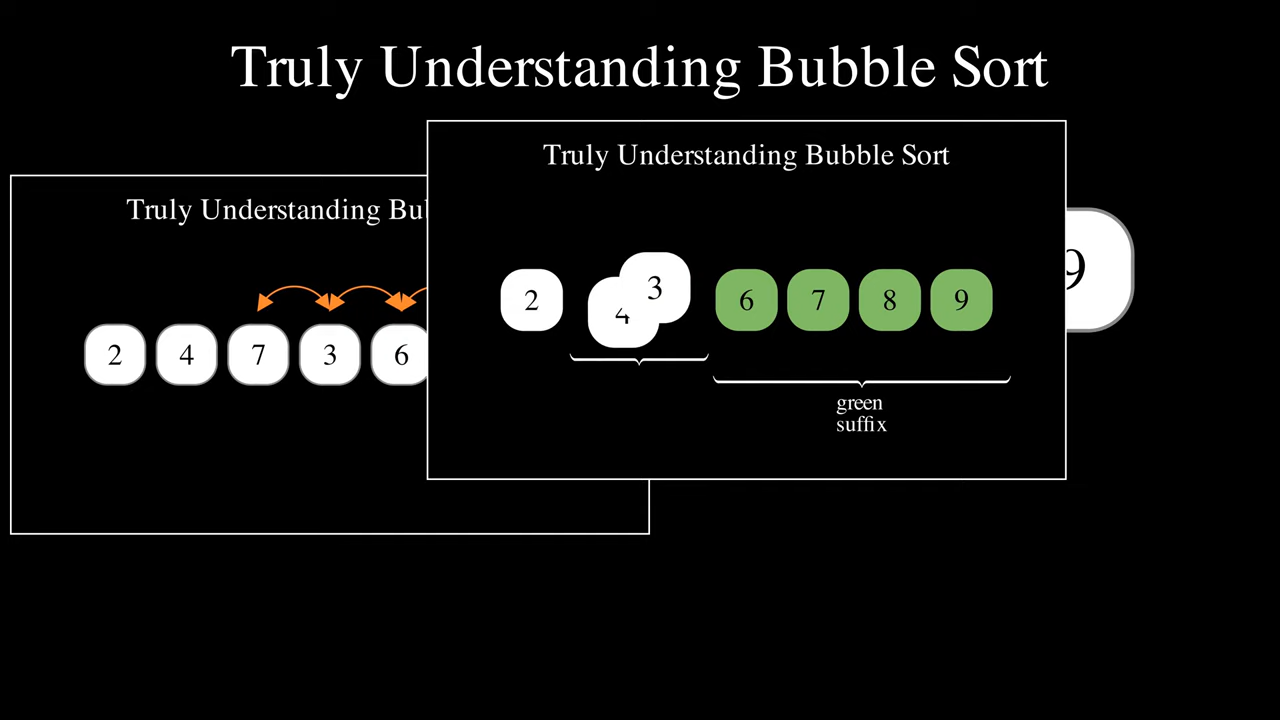 Truly Understanding Bubble Sort
Truly Understanding Bubble Sort
Truly Understanding
2 4 3 6 7 8 9
9
2 4 7 3 6
green
suffix